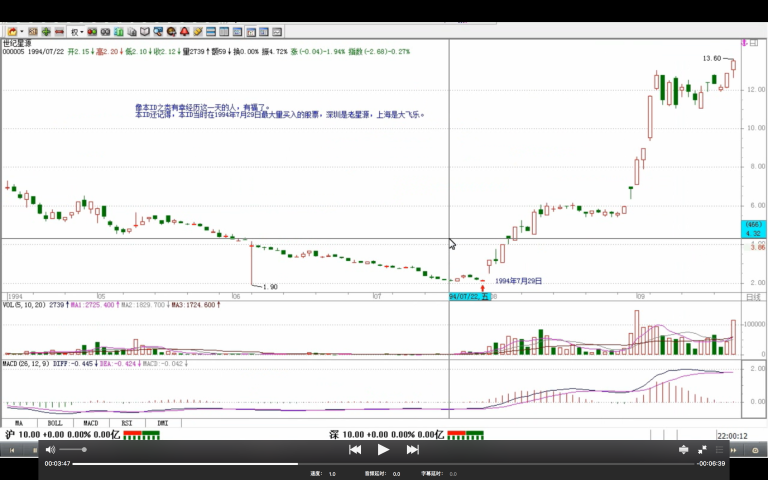 权
世纪星源
000005 1994/07/22 开2.15↓高2.20↓低2.10↓收2.12↓量2739↑额59↓换0.00% 振4.72% 涨(-0.04)-1.94% 指数(-2.68)-0.27%
像本ID之类有幸经历这一天的人，有福了。
本ID还记得，本ID当时在1994年7月29日最大量买入的股票，深圳是老星源，上海是大飞乐。
13.60
12.00
10.00
8.00
6.00
(466)
4.32
3.86
2.00
1.90
1994年7月29日
1994
05
06
07
94/07/22,五
09
日线
VOL(5,10,20) 2739↑MA1:2725.400↑MA2:1829.700↓MA3:1724.600↑
100000
0
MACD(26,12,9) DIFF:-0.445↓DEA:-0.424↓MACD:-0.042↓
2.00
0.00
MA BOLL MACD RSI DMI
沪 10.00 +0.00 0.00% 0.00亿
深 10.00 +0.00 0.00% 0.00亿
22:00:12
00:03:47
-00:06:39
速度: 1.0
音频延时: 0.0
字幕延时: 0.0